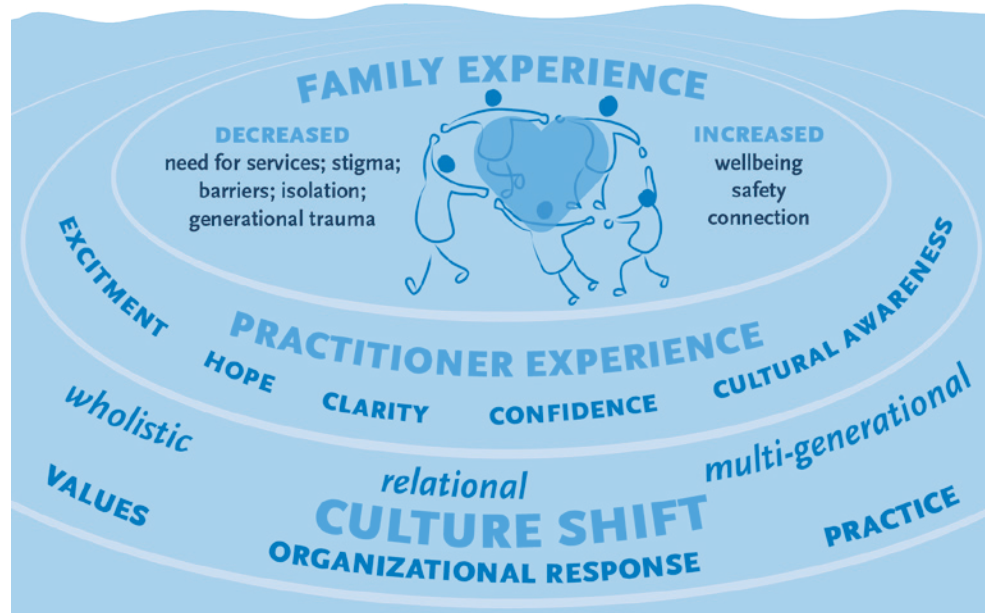 FAMILY EXPERIENCE
DECREASED
need for services; stigma;
barriers; isolation;
generational trauma
INCREASED
wellbeing
safety
connection
PRACTITIONER EXPERIENCE
EXCITMENT
HOPE
CLARITY
CONFIDENCE
CULTURAL AWARENESS
wholistic
relational
multi-generational
CULTURE SHIFT
VALUES
ORGANIZATIONAL RESPONSE
PRACTICE